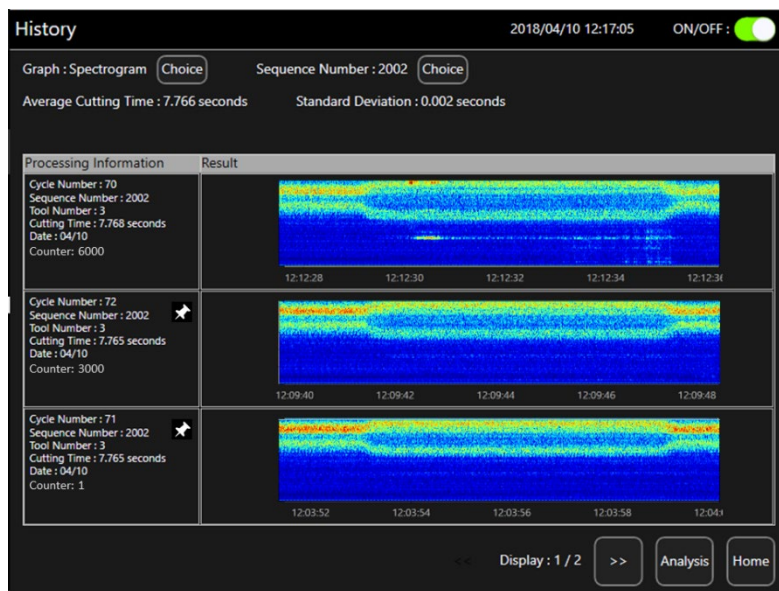 History 2018/04/10 12:17:05 ON/OFF :
Graph : Spectrogram Choice Sequence Number : 2002 Choice
Average Cutting Time : 7.766 seconds Standard Deviation : 0.002 seconds
Processing Information Result
Cycle Number : 70
Sequence Number : 2002
Tool Number : 3
Cutting Time : 7.768 seconds
Date : 04/10
Counter: 6000
12:12:28 12:12:30 12:12:32 12:12:34 12:12:36
Cycle Number : 72
Sequence Number : 2002
Tool Number : 3
Cutting Time : 7.765 seconds
Date : 04/10
Counter: 3000
12:09:40 12:09:42 12:09:44 12:09:46 12:09:48
Cycle Number : 71
Sequence Number : 2002
Tool Number : 3
Cutting Time : 7.765 seconds
Date : 04/10
Counter: 1
12:03:52 12:03:54 12:03:56 12:03:58
<< Display : 1 / 2 >> Analysis Home